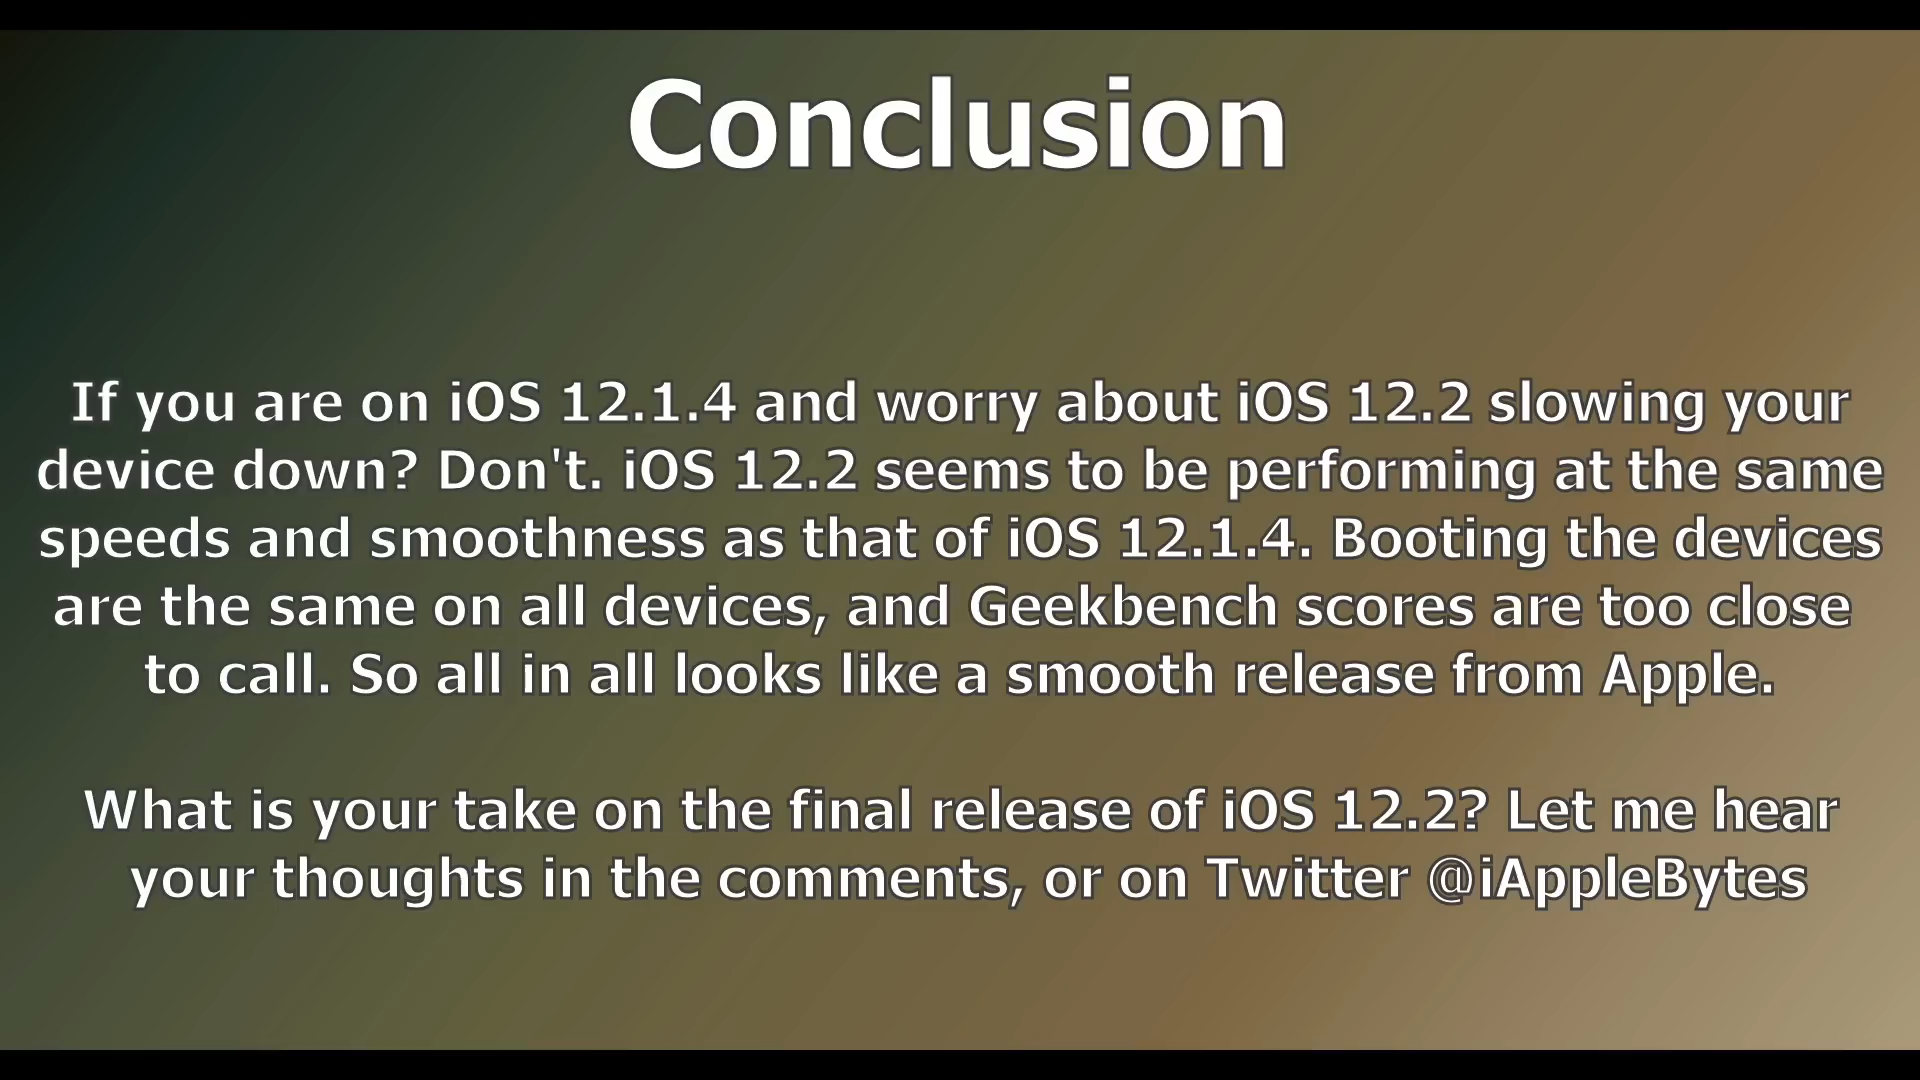 Conclusion
If you are on iOS 12.1.4 and worry about iOS 12.2 slowing your
device down? Don't. iOS 12.2 seems to be performing at the same
speeds and smoothness as that of iOS 12.1.4. Booting the devices
are the same on all devices, and Geekbench scores are too close
to call. So all in all looks like a smooth release from Apple.
What is your take on the final release of iOS 12.2? Let me hear
your thoughts in the comments, or on Twitter @iAppleBytes